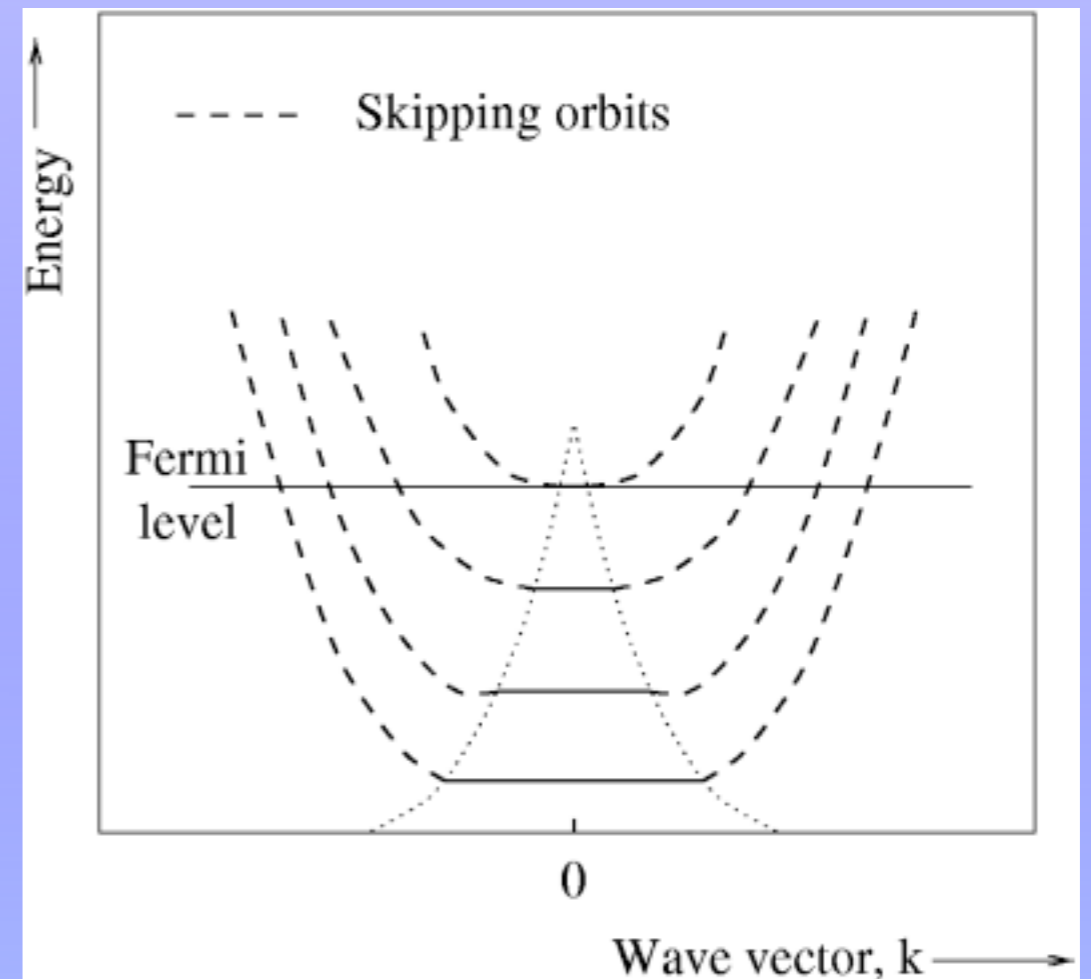 Skipping orbits
Energy
Fermi
level
0
Wave vector, k